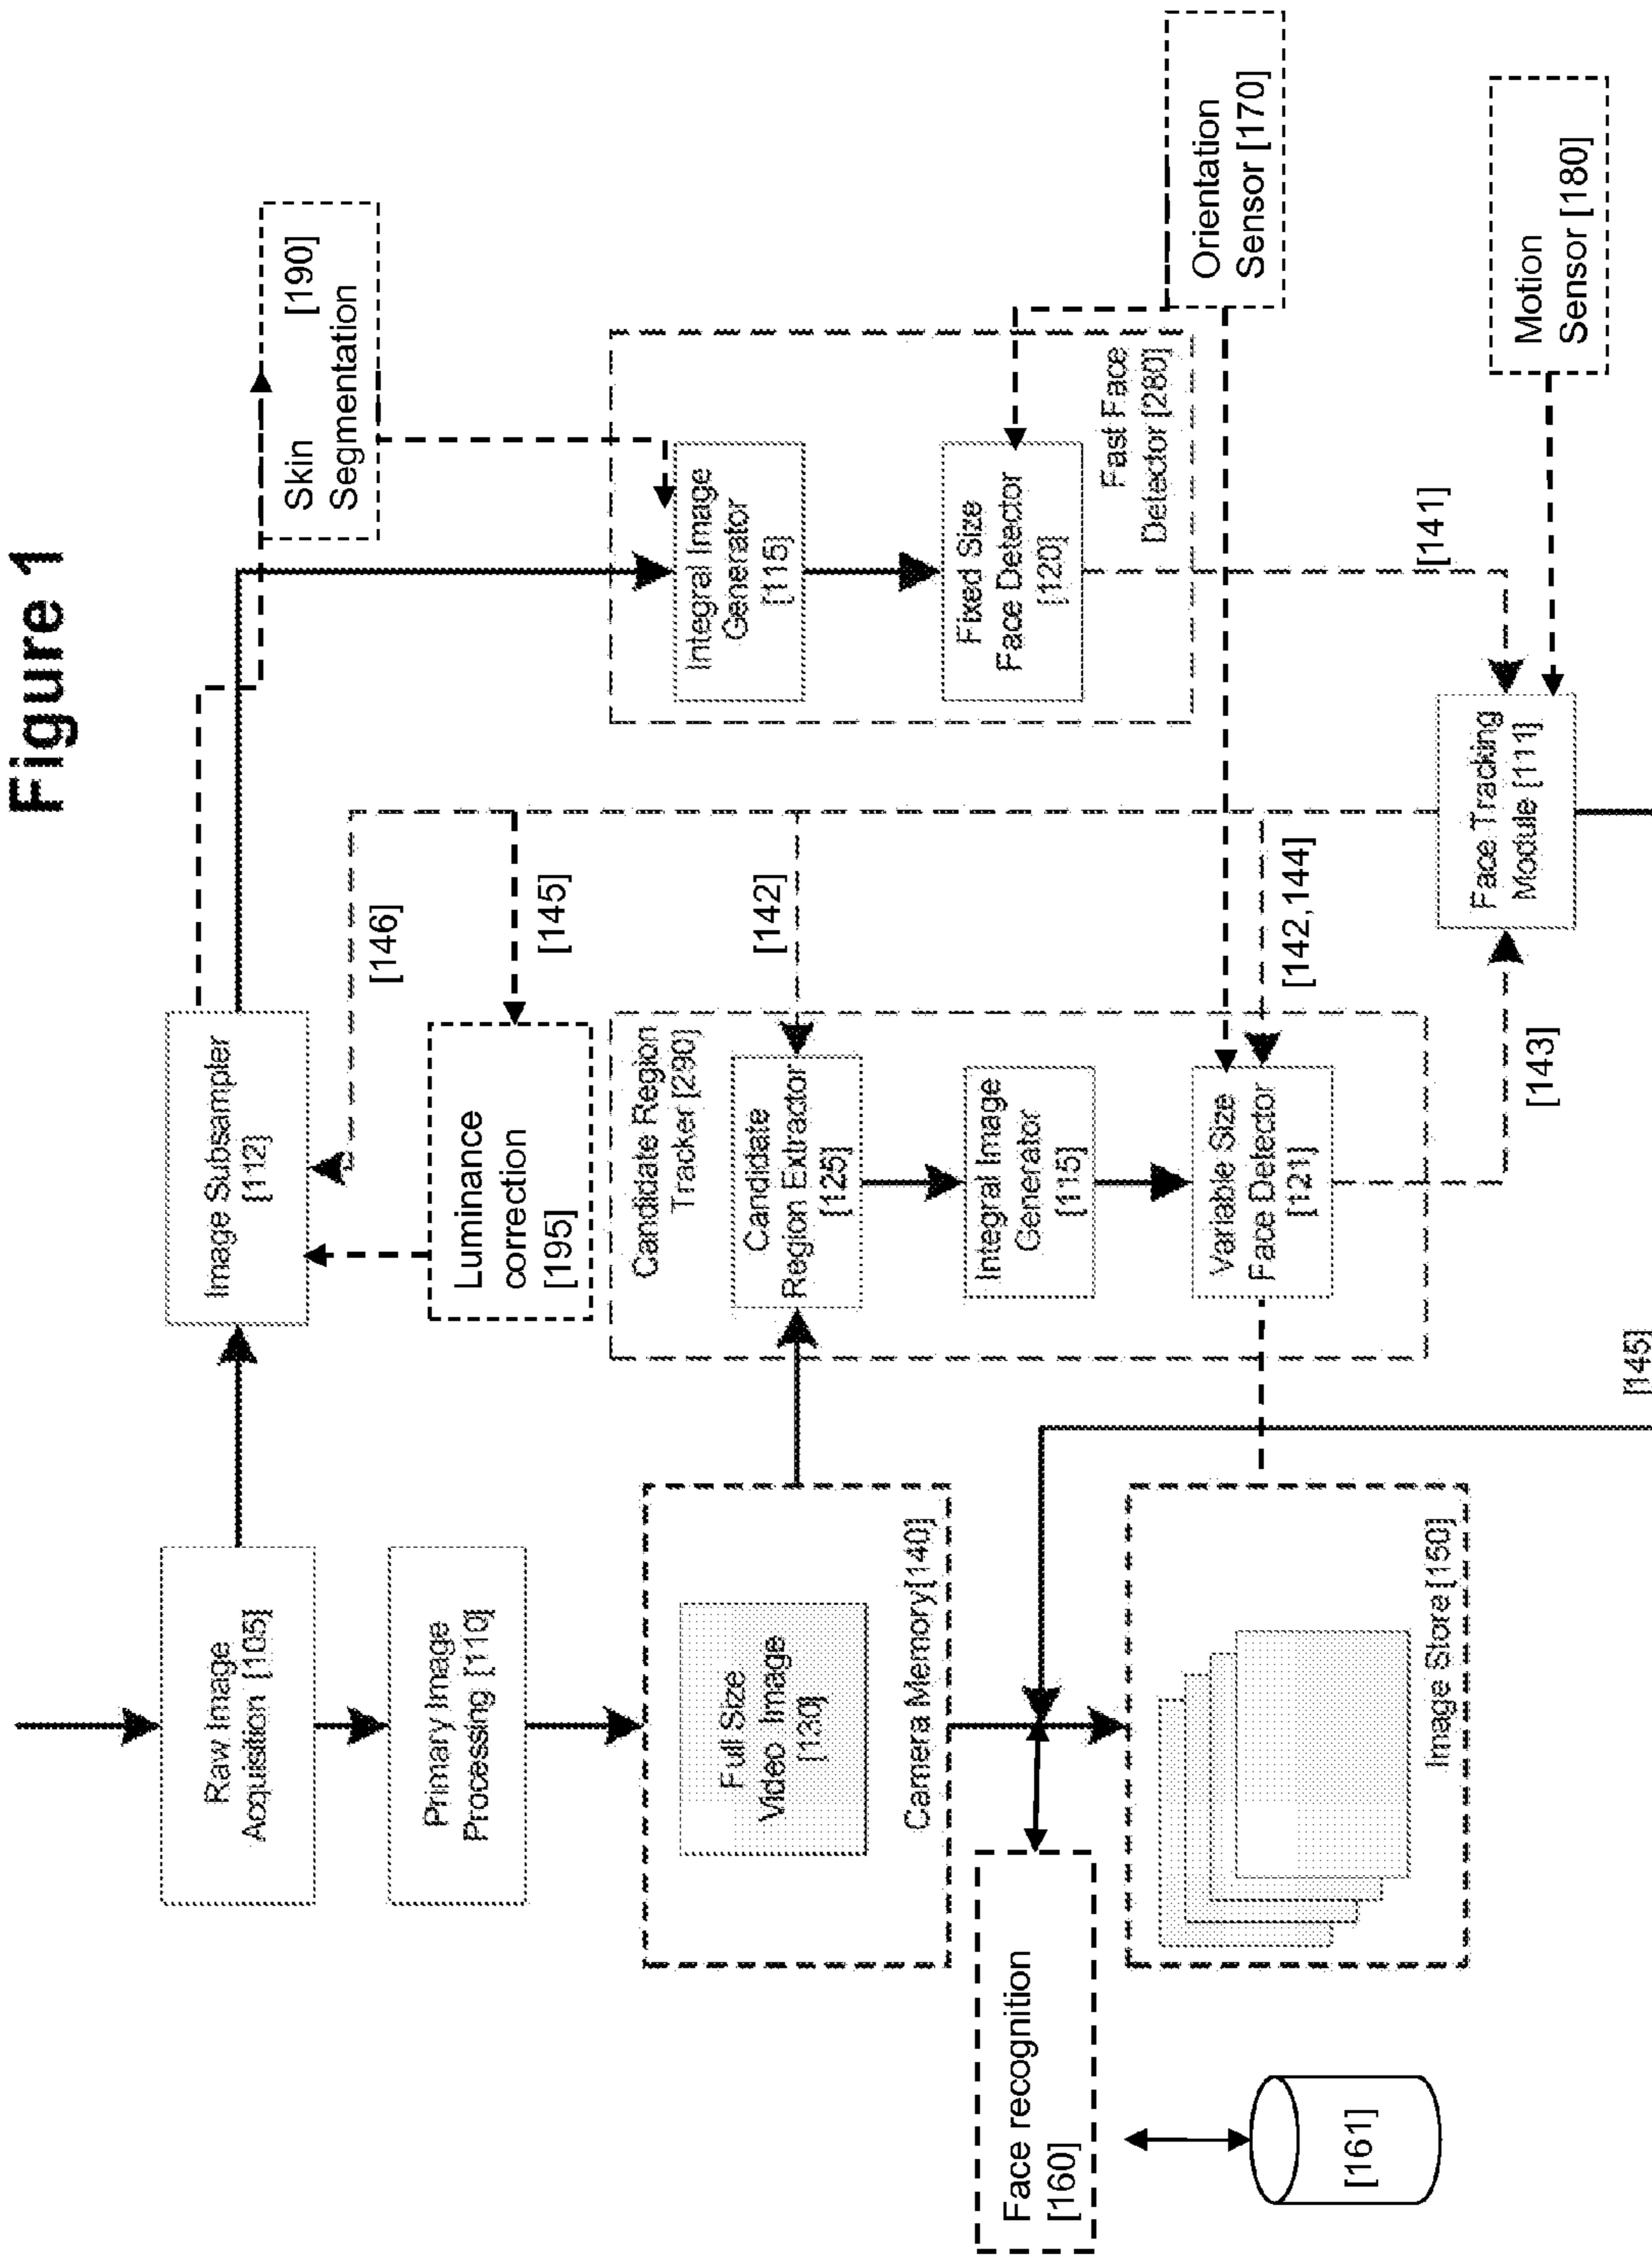 Figure 1
Raw Image
Acquisition [105]
Primary Image
Processing [110]
Full Size
Video Image
[130]
Camera Memory[140]
Face recognition
[160]
[161]
Image Store[150]
Image Subsampler
[112]
[146]
Luminance
correction
[195]
[145]
Candidate Region
Tracker [290]
Candidate
Region Extractor
[125]
[142]
Integral Image
Generator
[115]
Variable Size
Face Detector
[121]
[142,144]
[143]
[145]
Skin [190]
Segmentation
Integral Image
Generator
[115]
Fixed Size
Face Detector
[120]
Fast Face
Detector [280]
[141]
Orientation
Sensor [170]
Face Tracking
Module [111]
Motion
Sensor [180]